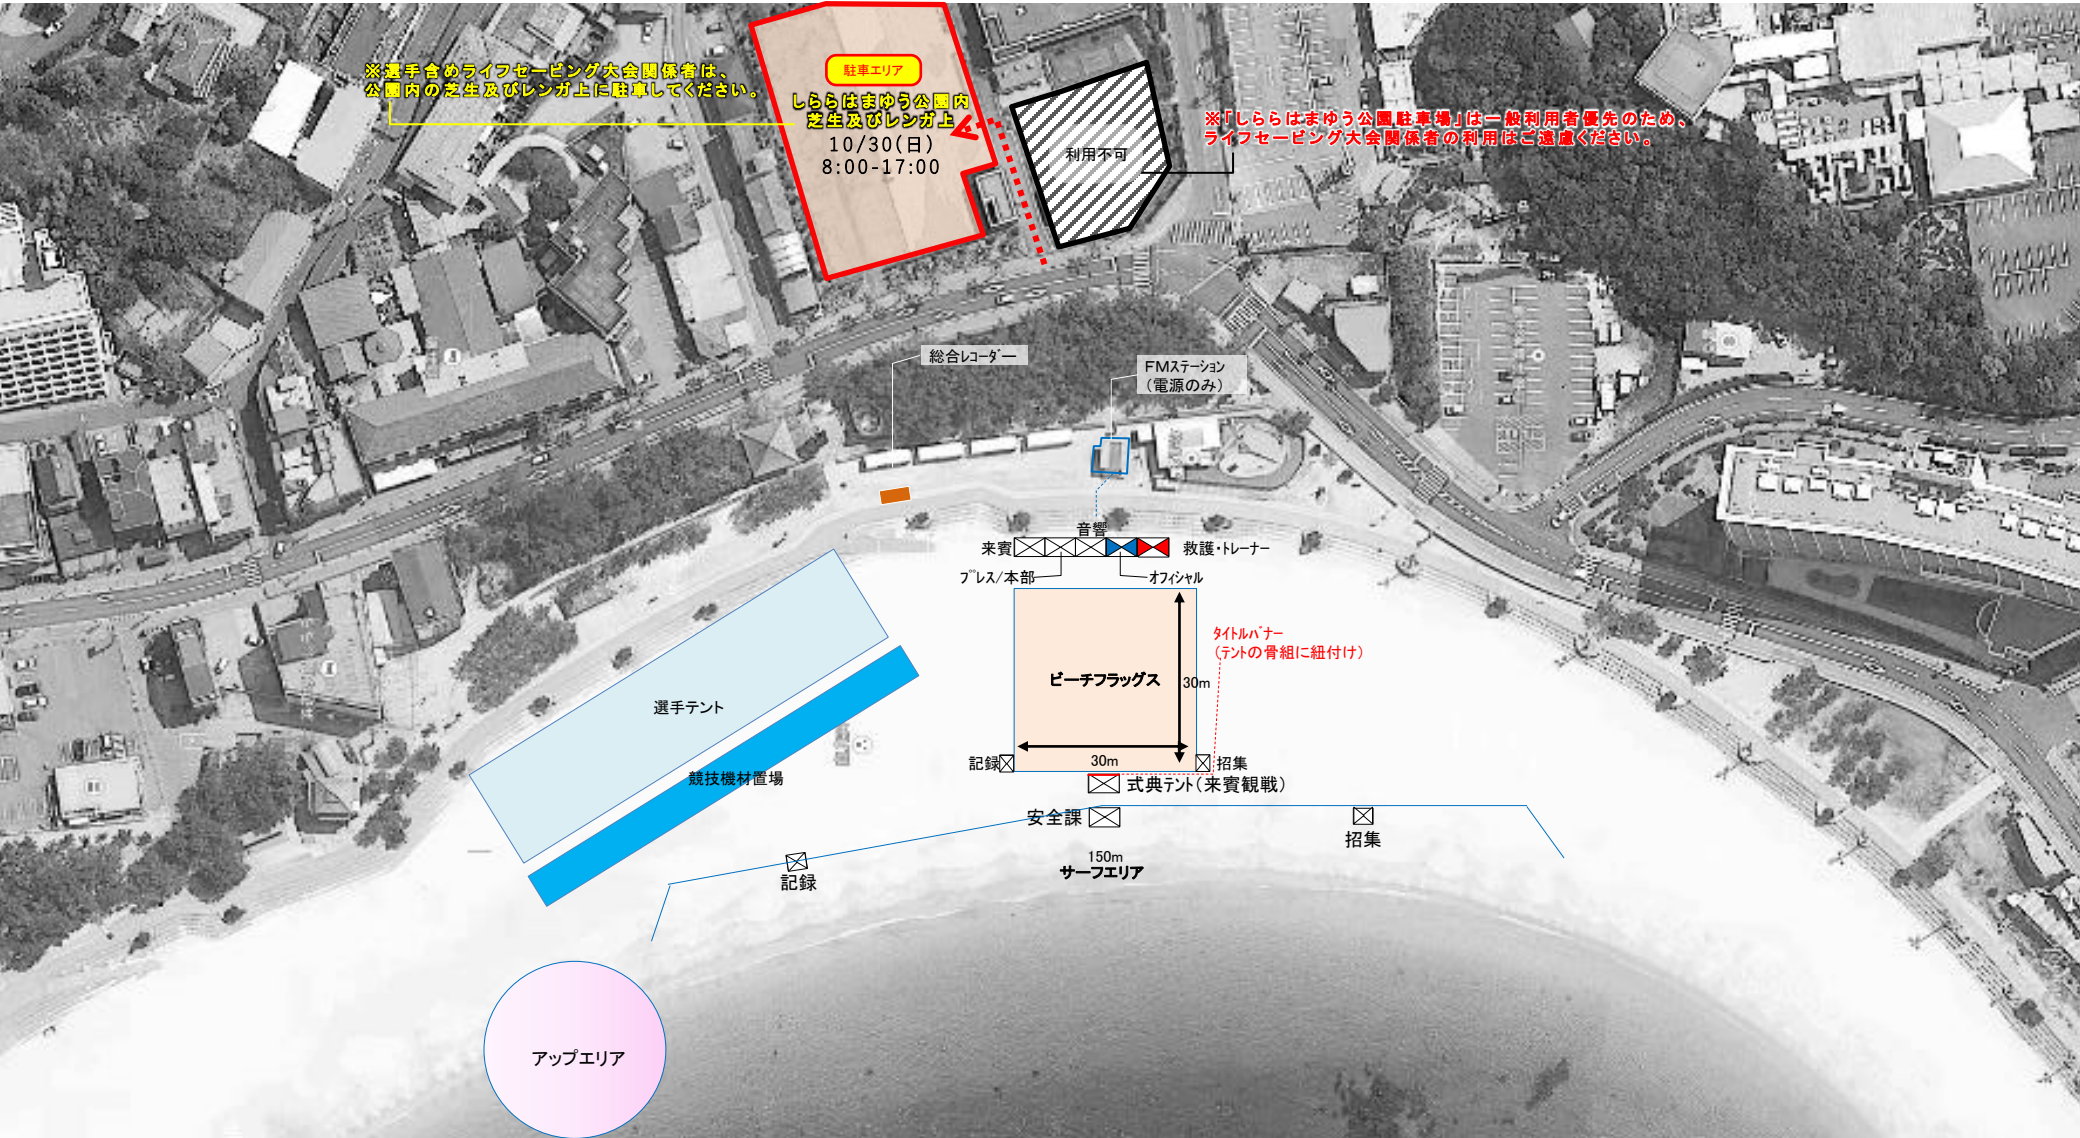 ※選手含めライフセービング大会関係者は、
公園内の芝生及びレンガ上に駐車してください。
駐車エリア
しららはまゆう公園内
芝生及びレンガ上
10/30(日)
8:00-17:00
利用不可
※「しららはまゆう公園駐車場」は一般利用者優先のため、
ライフセービング大会関係者の利用はご遠慮ください。
総合レコーダー
FMステーション
(電源のみ)
音響
来賓
救護・トレーナー
プレス/本部
オフィシャル
タイトルバナー
(テントの骨組に紐付け)
ビーチフラッグス
30m
選手テント
競技機材置場
30m
記録
招集
式典テント(来賓観戦)
安全課
招集
150m
サーフエリア
記録
アップエリア